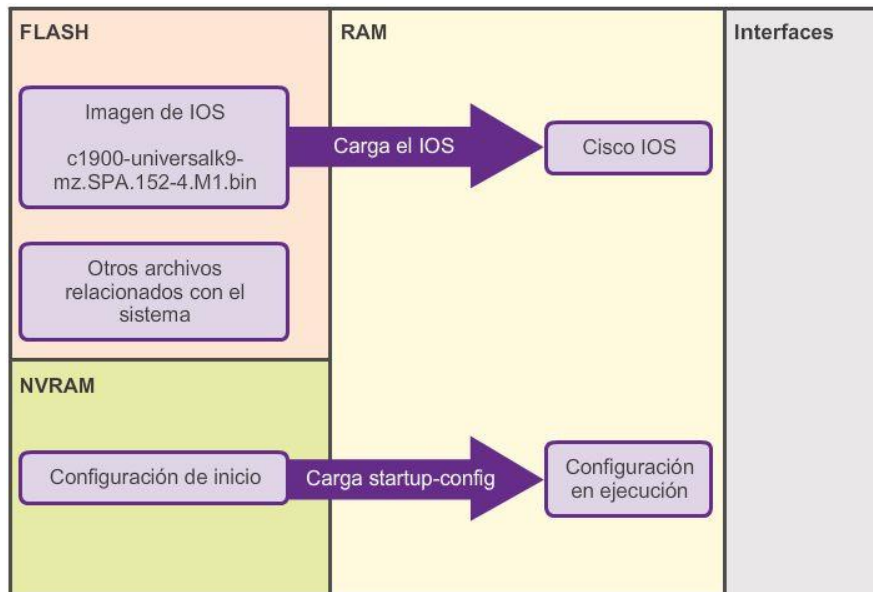 FLASH
RAM
Interfaces
Imagen de IOS
c1900-universalk9-
mz.SPA.152-4.M1.bin
Carga el IOS
Cisco IOS
Otros archivos
relacionados con el
sistema
NVRAM
Configuración de inicio
Carga startup-config
Configuración
en ejecución